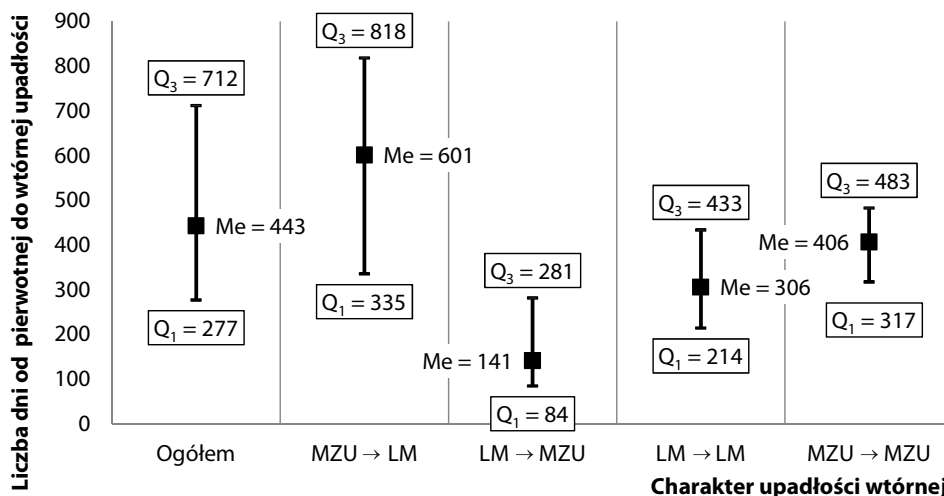 Liczba dni od pierwotnej do wtórnej upadłości
900
800
700
600
500
400
300
200
100
0
Q₃ = 712
Me = 443
Q₁ = 277
Q₃ = 818
Me = 601
Q₁ = 335
Q₃ = 281
Me = 141
Q₁ = 84
Q₃ = 433
Me = 306
Q₁ = 214
Q₃ = 483
Me = 406
Q₁ = 317
Ogółem
MZU → LM
LM → MZU
LM → LM
MZU → MZU
Charakter upadłości wtórnej